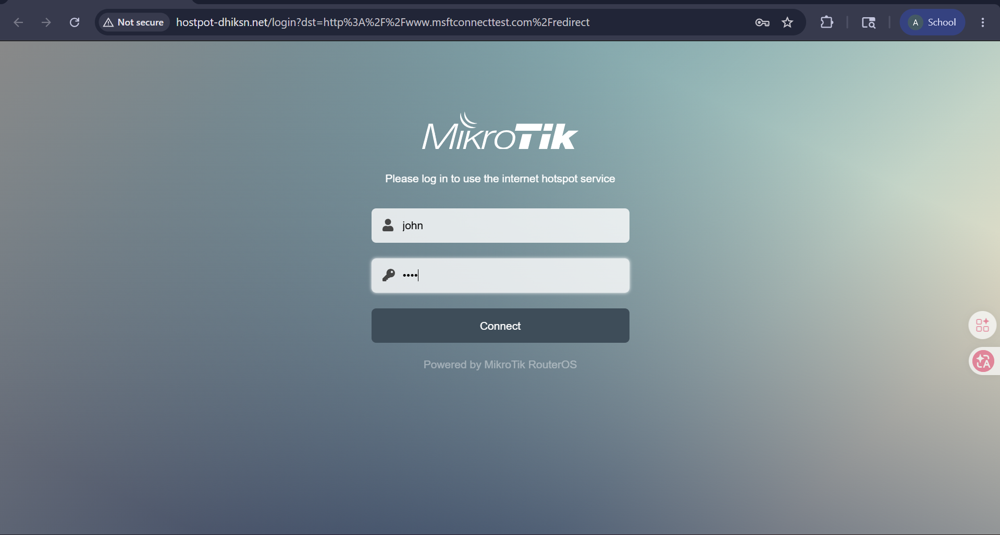 Not secure
hostpot-dhiksn.net/login?dst=http%3A%2F%2Fwww.msftconnecttest.com%2Fredirect
A School
MikroTik
Please log in to use the internet hotspot service
john
••••
Connect
Powered by MikroTik RouterOS
A